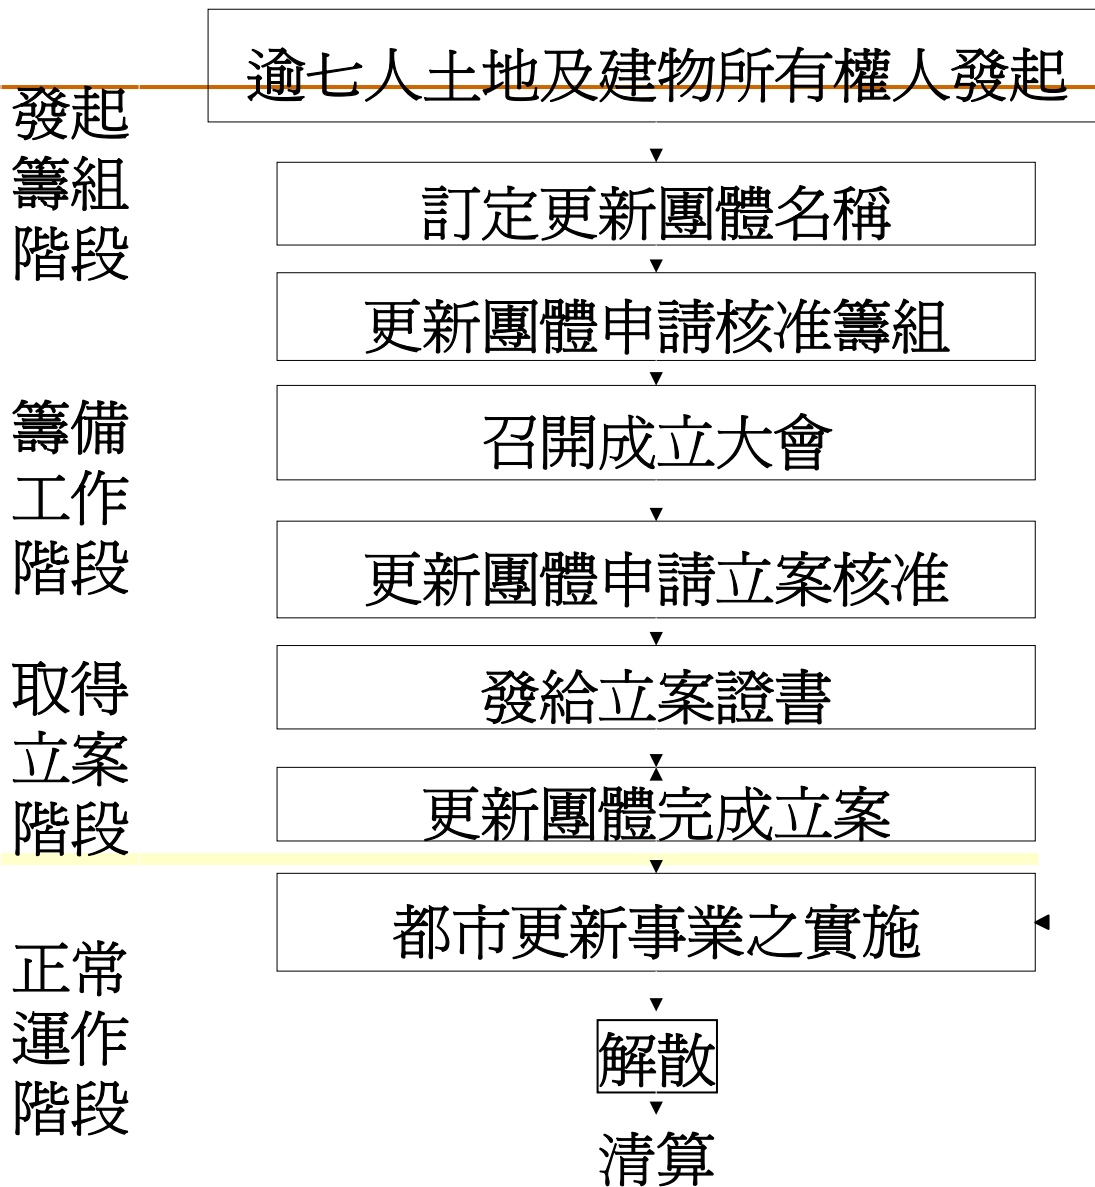 逾七人土地及建物所有權人發起
發起
籌組
階段
訂定更新團體名稱
更新團體申請核准籌組
籌備
工作
階段
召開成立大會
更新團體申請立案核准
取得
立案
階段
發給立案證書
更新團體完成立案
正常
運作
階段
都市更新事業之實施
解散
清算